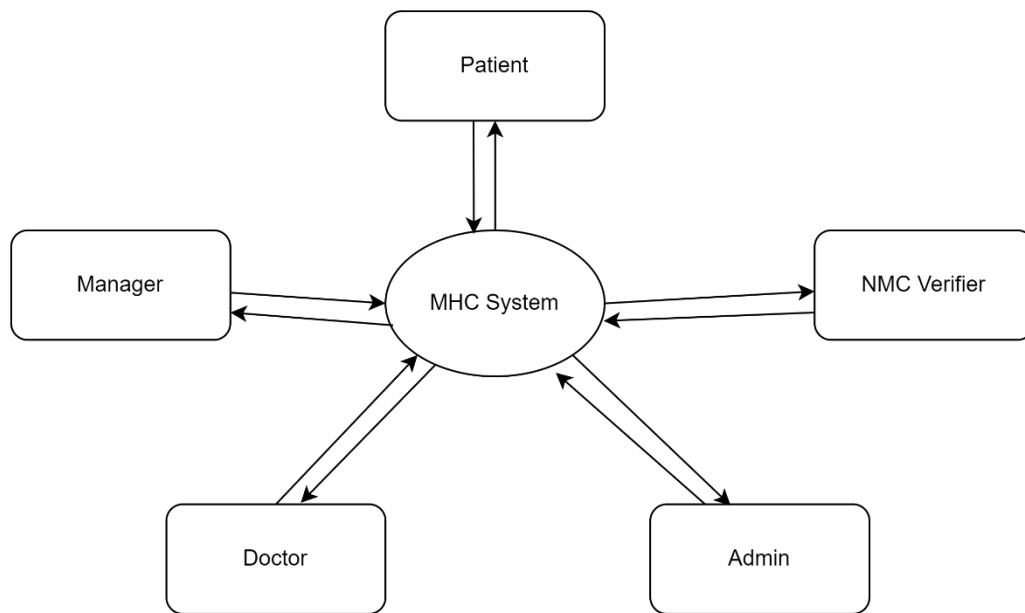 Patient
Manager
MHC System
NMC Verifier
Doctor
Admin